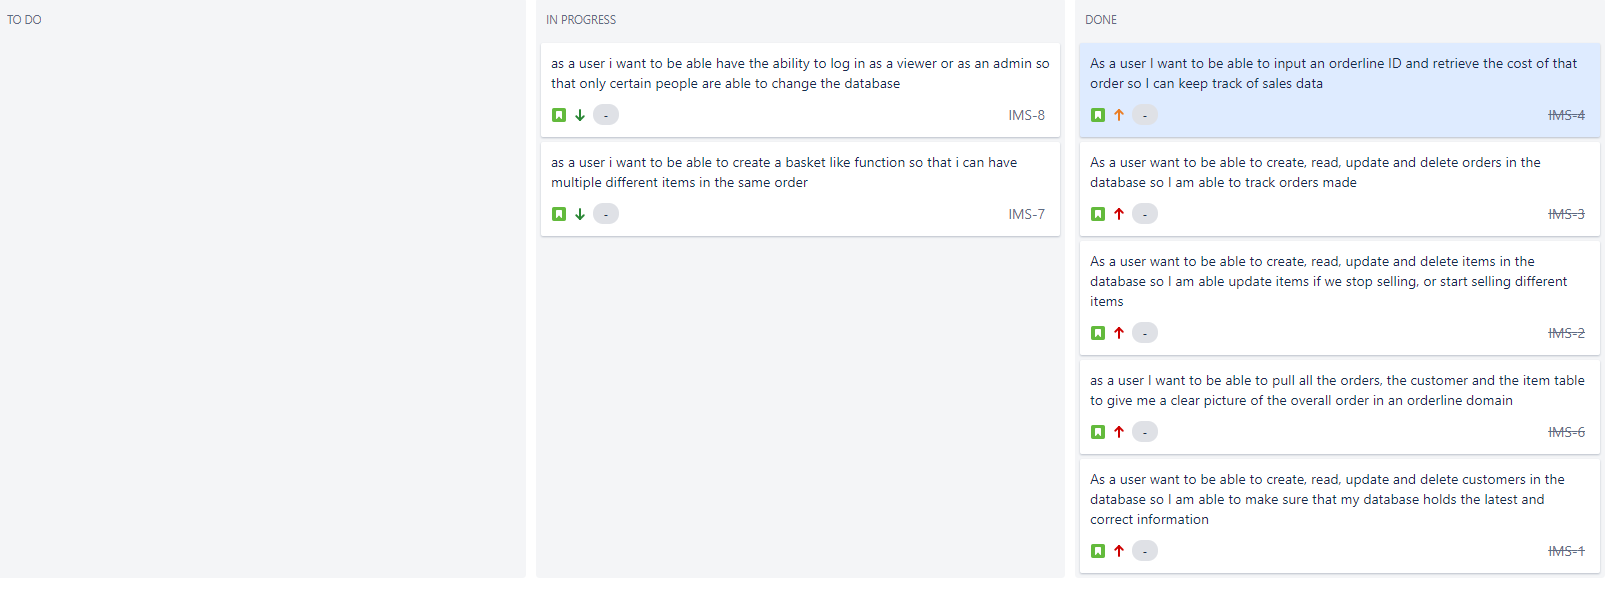 TO DO
IN PROGRESS
as a user i want to be able have the ability to log in as a viewer or as an admin so
that only certain people are able to change the database
-
IMS-8
as a user i want to be able to create a basket like function so that i can have
multiple different items in the same order
-
IMS-7
DONE
As a user I want to be able to input an orderline ID and retrieve the cost of that
order so I can keep track of sales data
-
IMS-4
As a user want to be able to create, read, update and delete orders in the
database so I am able to track orders made
-
IMS-3
As a user want to be able to create, read, update and delete items in the
database so I am able update items if we stop selling, or start selling different
items
-
IMS-2
as a user I want to be able to pull all the orders, the customer and the item table
to give me a clear picture of the overall order in an orderline domain
-
IMS-6
As a user want to be able to create, read, update and delete customers in the
database so I am able to make sure that my database holds the latest and
correct information
-
IMS-1